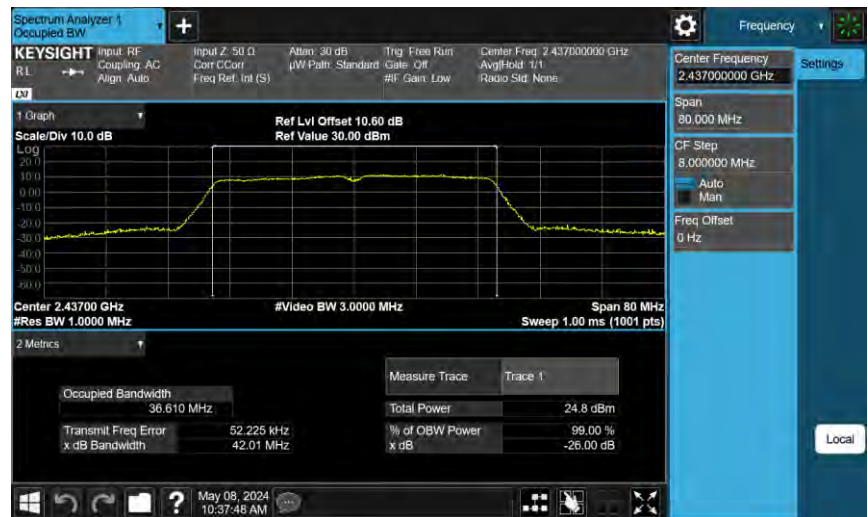 Spectrum Analyzer 1
Occupied BW
+
Frequency
KEYSIGHT
RL
LXI
Input: RF
Coupling: AC
Align: Auto
Input Z: 50 Ω
Corr CCorr
Freq Ref: Int (S)
Atten: 30 dB
µW Path: Standard
Trig: Free Run
Gate: Off
#IF Gain: Low
Center Freq: 2.437000000 GHz
Avg|Hold: 1/1
Radio Std: None
Center Frequency
2.437000000 GHz
Settings
Span
80.000 MHz
CF Step
8.000000 MHz
Auto
Man
Freq Offset
0 Hz
1 Graph
Scale/Div 10.0 dB
Ref Lvl Offset 10.60 dB
Ref Value 30.00 dBm
Log
20.0
10.0
0.00
-10.0
-20.0
-30.0
-40.0
-50.0
-60.0
Center 2.43700 GHz
#Res BW 1.0000 MHz
#Video BW 3.0000 MHz
Span 80 MHz
Sweep 1.00 ms (1001 pts)
2 Metrics
Measure Trace Trace 1
Occupied Bandwidth
36.610 MHz
Total Power 24.8 dBm
Transmit Freq Error 52.225 kHz
% of OBW Power 99.00 %
x dB Bandwidth 42.01 MHz
x dB -26.00 dB
Local
?
May 08, 2024
10:37:48 AM